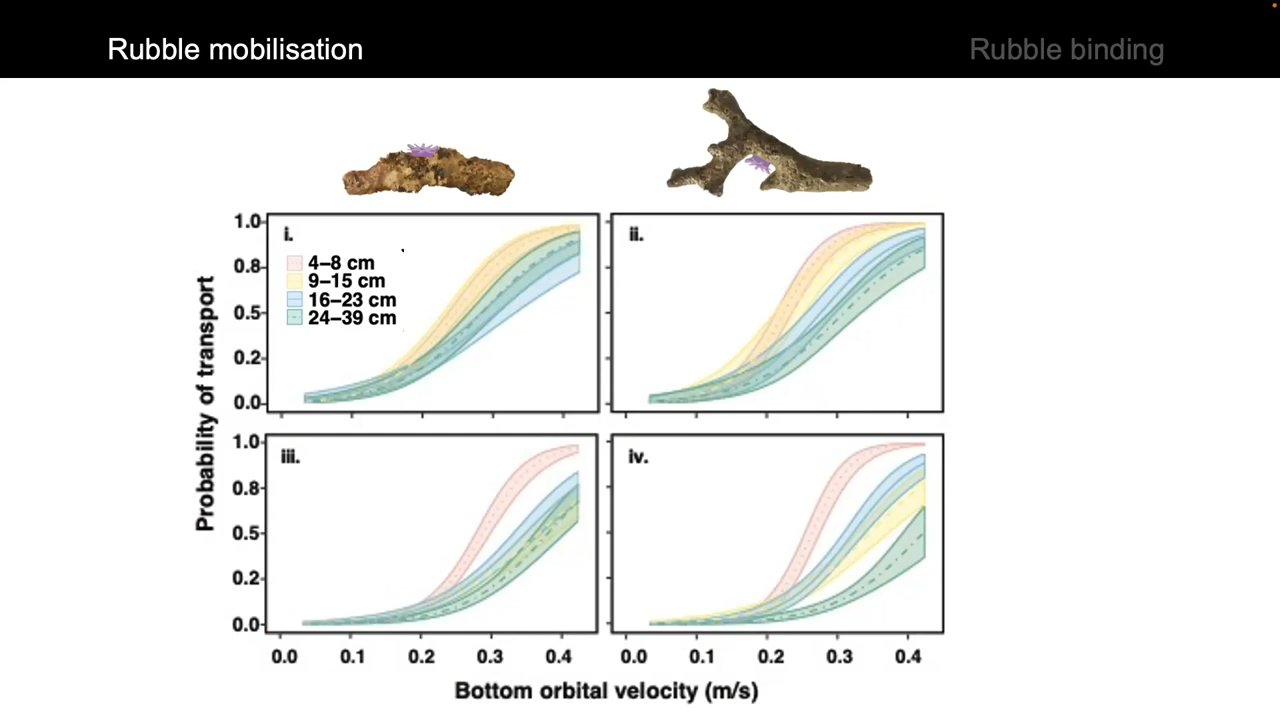 Rubble mobilisation
Rubble binding
Probability of transport
i.
4–8 cm
9–15 cm
16–23 cm
24–39 cm
1.0
0.8
0.5
0.2
0.0
ii.
iii.
1.0
0.8
0.5
0.2
0.0
iv.
0.0 0.1 0.2 0.3 0.4
0.0 0.1 0.2 0.3 0.4
Bottom orbital velocity (m/s)